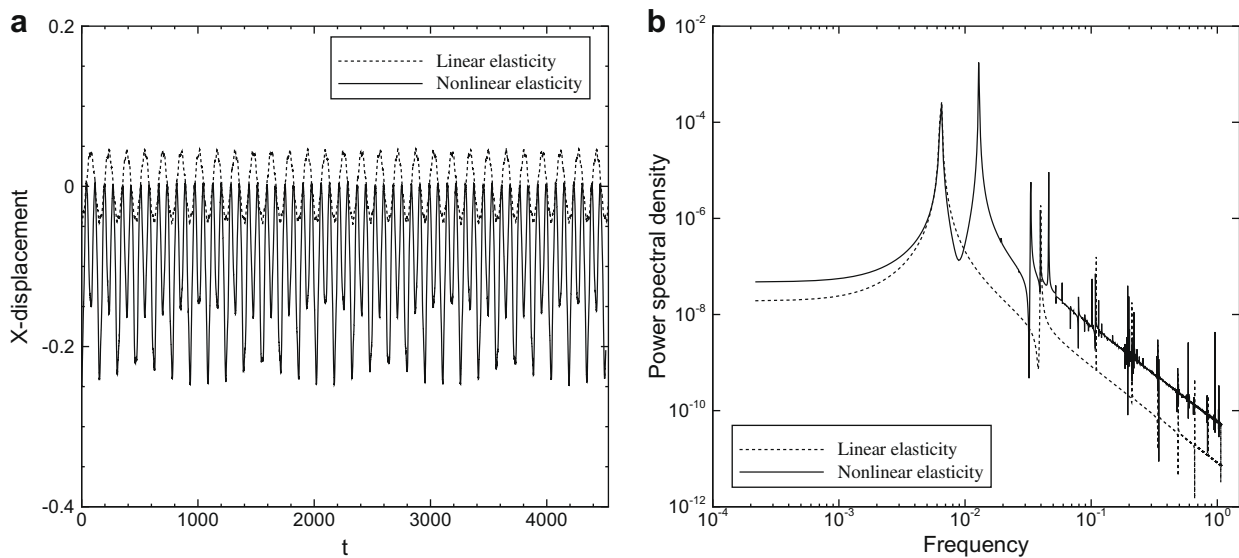 a
0.2
0
-0.2
-0.4
X-displacement
Linear elasticity
Nonlinear elasticity
0
1000
2000
3000
4000
t
b
10-2
10-4
10-6
10-8
10-10
10-12
Power spectral density
Linear elasticity
Nonlinear elasticity
10-4
10-3
10-2
10-1
100
Frequency